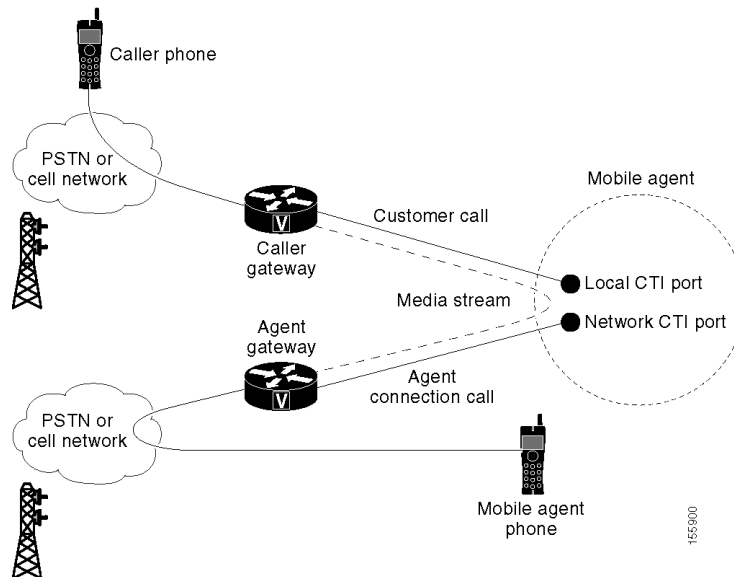 Caller phone
PSTN or
cell network
Mobile agent
Customer call
V
Caller
gateway
Local CTI port
Media stream
Network CTI port
Agent
gateway
V
Agent
connection call
PSTN or
cell network
Mobile agent
phone
155900